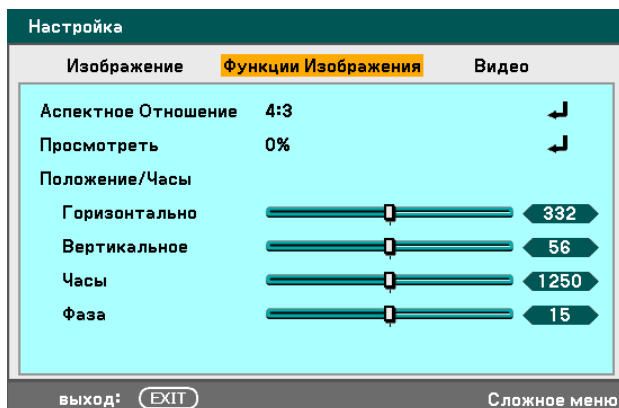 Настройка
Изображение Функции Изображения Видео
Аспектное Отношение 4:3
Просмотреть 0%
Положение/Часы
Горизонтально 332
Вертикальное 56
Часы 1250
Фаза 15
выход: EXIT Сложное меню